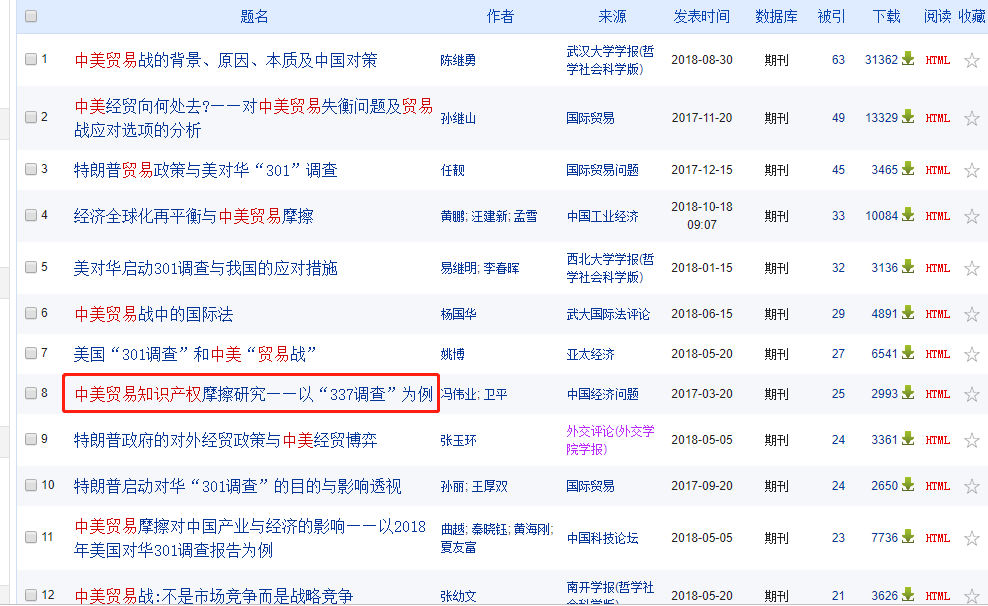 题名 作者 来源 发表时间 数据库 被引 下载 阅读 收藏
1 中美贸易战的背景、原因、本质及中国对策 陈继勇 武汉大学学报(哲 2018-08-30 期刊 63 31362 HTML
学社会科学版)
2 中美经贸向何处去?——对中美贸易失衡问题及贸易 孙维山 国际贸易 2017-11-20 期刊 49 13329 HTML
战应对选项的分析
3 特朗普贸易政策与美对华“301”调查 任靓 国际贸易问题 2017-12-15 期刊 45 3465 HTML
4 经济全球化再平衡与中美贸易摩擦 黄鹏; 汪建新; 孟雪 中国工业经济 2018-10-18 期刊 33 10084 HTML
09:07
5 美对华启动301调查与我国的应对措施 易继明; 李春晖 西北大学学报(哲 2018-01-15 期刊 32 3136 HTML
学社会科学版)
6 中美贸易战中的国际法 杨国华 武大国际法评论 2018-06-15 期刊 29 4891 HTML
7 美国“301调查”和中美“贸易战” 姚博 亚太经济 2018-05-20 期刊 27 6541 HTML
8 中美贸易知识产权摩擦研究——以“337调查”为例 冯伟业; 卫平 中国经济问题 2017-03-20 期刊 25 2993 HTML
9 特朗普政府的对外经贸政策与中美经贸博弈 张玉环 外交评论(外交学 2018-05-05 期刊 24 3361 HTML
院学报)
10 特朗普启动对华“301调查”的目的与影响透视 孙丽; 王厚双 国际贸易 2017-09-20 期刊 24 2650 HTML
11 中美贸易摩擦对中国产业与经济的影响——以2018 曲越; 秦晓钰; 黄海刚; 中国科技论坛 2018-05-05 期刊 23 7736 HTML
年美国对华301调查报告为例 夏友富
12 中美贸易战:不是市场竞争而是战略竞争 张幼文 南开学报(哲学社 2018-05-20 期刊 21 3626 HTML
会科学版)